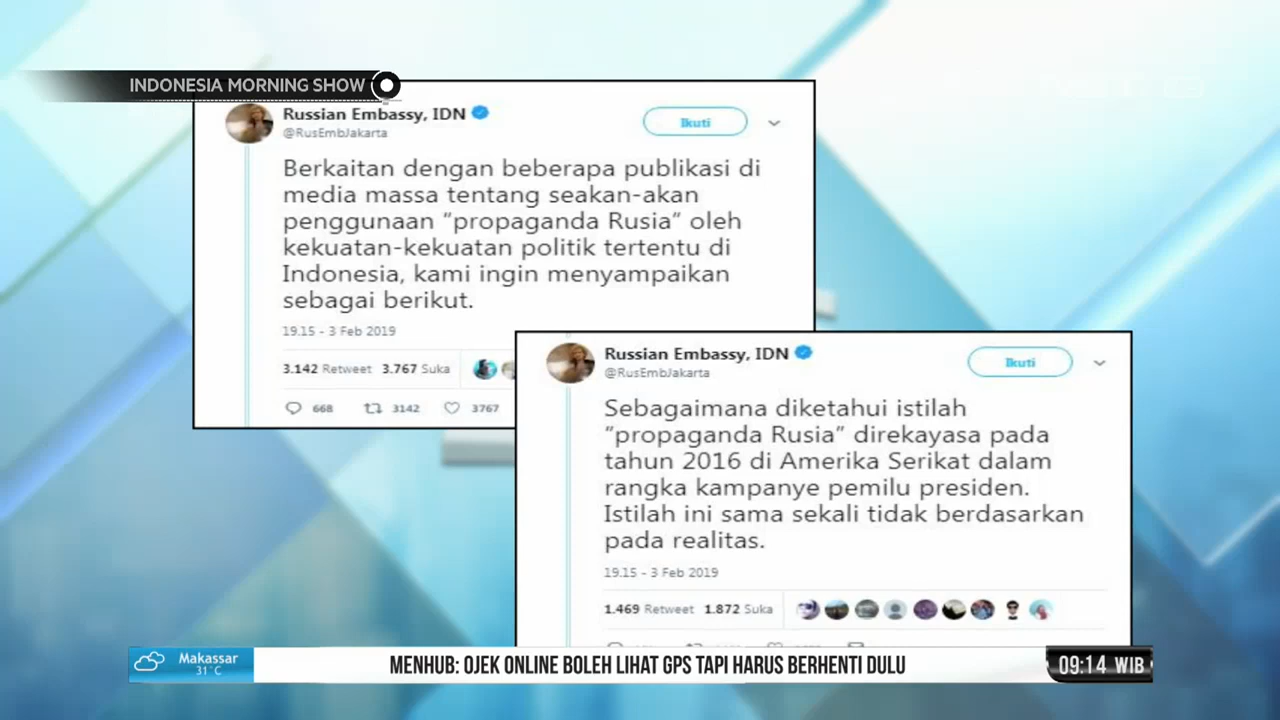 INDONESIA MORNING SHOW
Russian Embassy, IDN
@RusEmbJakarta
Ikuti
Berkaitan dengan beberapa publikasi di
media massa tentang seakan-akan
penggunaan "propaganda Rusia" oleh
kekuatan-kekuatan politik tertentu di
Indonesia, kami ingin menyampaikan
sebagai berikut.
19.15 - 3 Feb 2019
3.142 Retweet 3.767 Suka
668 3142 3767
Russian Embassy, IDN
@RusEmbJakarta
Ikuti
Sebagaimana diketahui istilah
"propaganda Rusia" direkayasa pada
tahun 2016 di Amerika Serikat dalam
rangka kampanye pemilu presiden.
Istilah ini sama sekali tidak berdasarkan
pada realitas.
19.15 - 3 Feb 2019
1.469 Retweet 1.872 Suka
Makassar
31°C
MENHUB: OJEK ONLINE BOLEH LIHAT GPS TAPI HARUS BERHENTI DULU
09:14 WIB